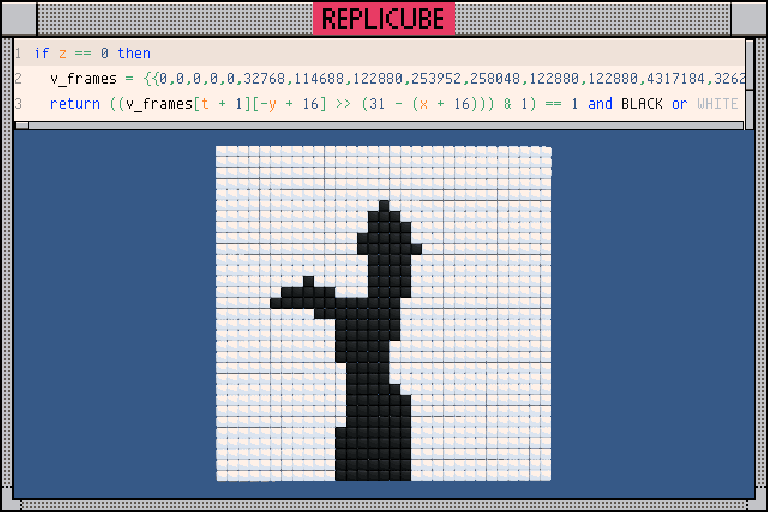 REPLICUBE
1 if z == 0 then
2 v_frames = {{0,0,0,0,0,32768,114688,122880,253952,258048,122880,122880,4317184,3262
3 return ((v_frames[t + 1][-y + 16] >> (31 - (x + 16))) & 1) == 1 and BLACK or WHITE